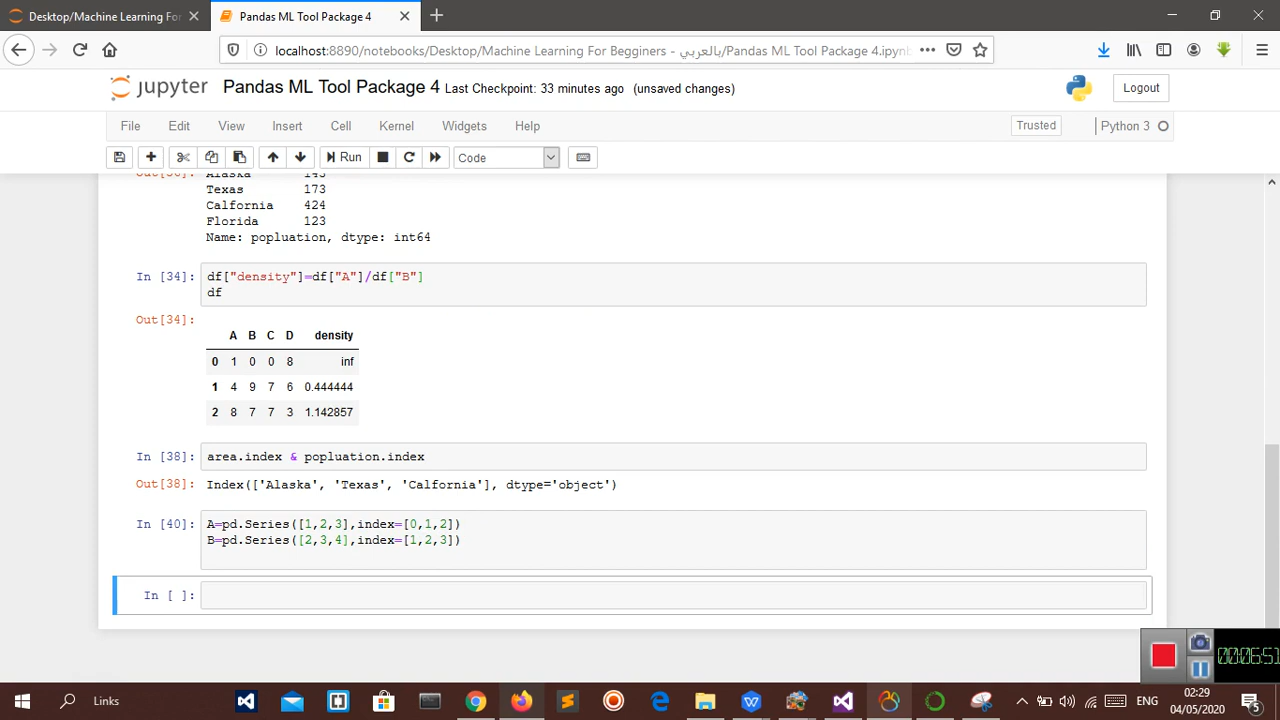 Desktop/Machine Learning For
Pandas ML Tool Package 4
localhost:8890/notebooks/Desktop/Machine Learning For Begginers - بالعربي/Pandas ML Tool Package 4.ipynb
jupyter Pandas ML Tool Package 4 Last Checkpoint: 33 minutes ago (unsaved changes)
Logout
File Edit View Insert Cell Kernel Widgets Help
Trusted
Python 3
Run
Code
Out[36]: Alaska 143
Texas 173
Calfornia 424
Florida 123
Name: popluation, dtype: int64
In [34]: df["density"]=df["A"]/df["B"]
df
Out[34]:
A B C D density
0 1 0 0 8 inf
1 4 9 7 6 0.444444
2 8 7 7 3 1.142857
In [38]: area.index & popluation.index
Out[38]: Index(['Alaska', 'Texas', 'Calfornia'], dtype='object')
In [40]: A=pd.Series([1,2,3],index=[0,1,2])
B=pd.Series([2,3,4],index=[1,2,3])
In [ ]:
00:06:51
Links
ENG
02:29
04/05/2020
5